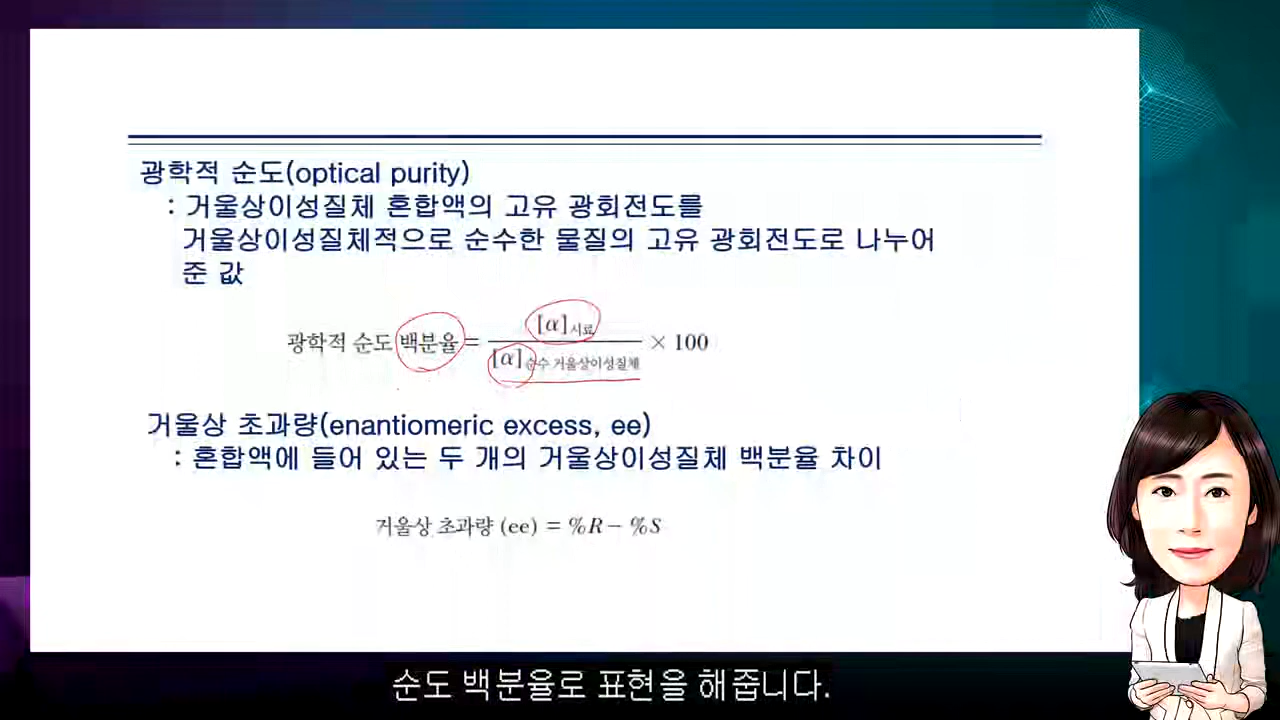 광학적 순도(optical purity)
: 거울상이성질체 혼합액의 고유 광회전도를
거울상이성질체적으로 순수한 물질의 고유 광회전도로 나누어
준 값
광학적 순도 백분율 = [α]시료 / [α]순수 거울상이성질체 × 100
거울상 초과량(enantiomeric excess, ee)
: 혼합액에 들어 있는 두 개의 거울상이성질체 백분율 차이
거울상 초과량 (ee) = %R − %S
순도 백분율로 표현을 해줍니다.